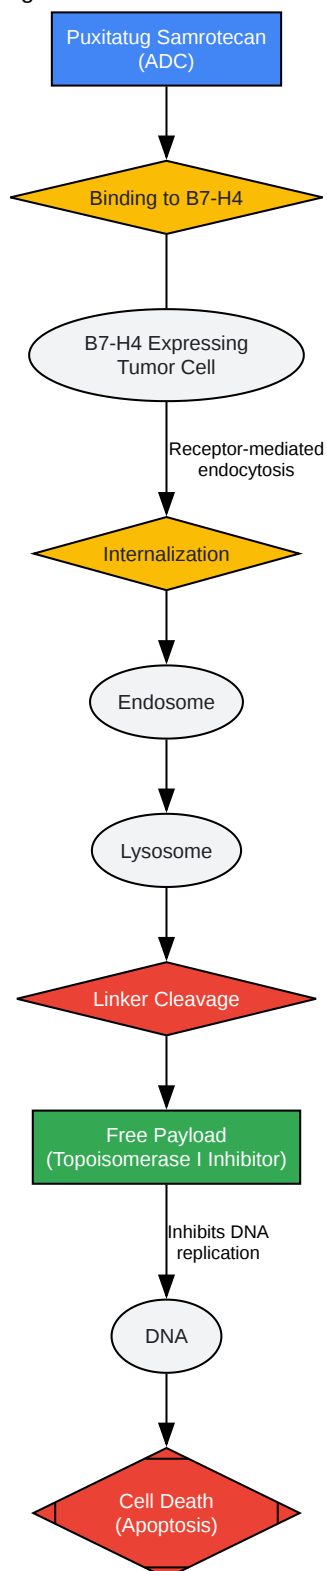 Puxitatug Samrotecan
(ADC)
Binding to B7-H4
B7-H4 Expressing
Tumor Cell
Receptor-mediated
endocytosis
Internalization
Endosome
Lysosome
Linker Cleavage
Free Payload
(Topoisomerase I Inhibitor)
Inhibits DNA
replication
DNA
Cell Death
(Apoptosis)